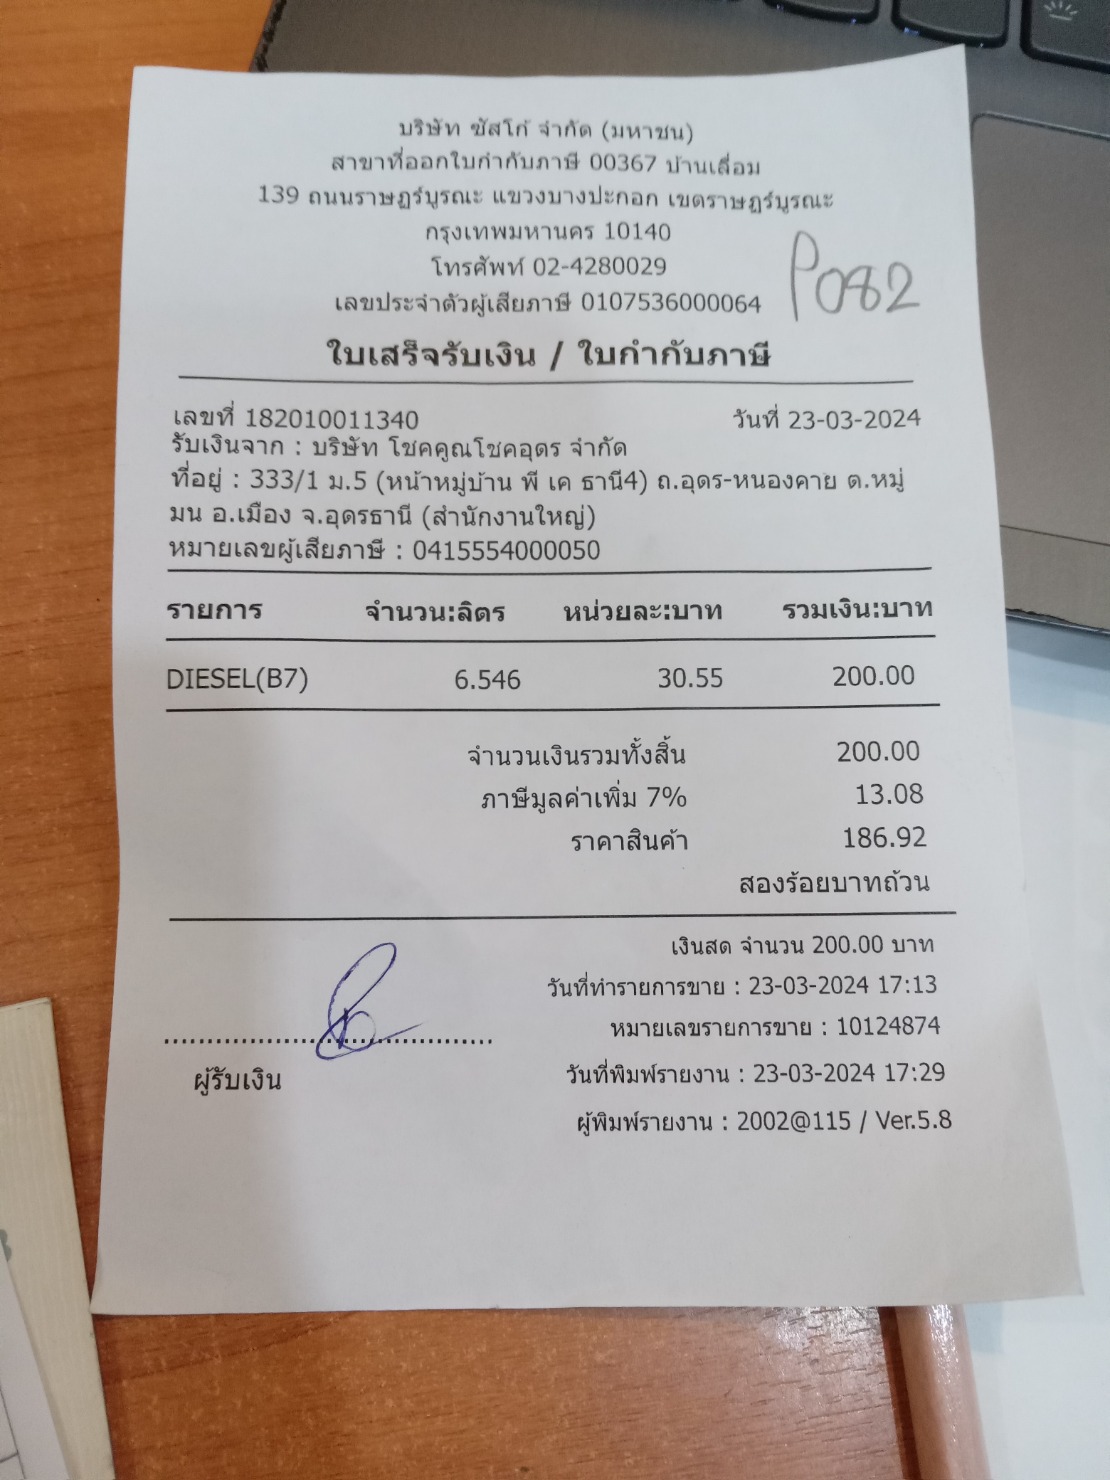 บริษัท ซัสโก้ จำกัด (มหาชน)
สาขาที่ออกใบกำกับภาษี 00367 บ้านเลื่อม
139 ถนนราษฎร์บูรณะ แขวงบางปะกอก เขตราษฎร์บูรณะ
กรุงเทพมหานคร 10140
โทรศัพท์ 02-4280029
P082
เลขประจำตัวผู้เสียภาษี 0107536000064
ใบเสร็จรับเงิน / ใบกำกับภาษี
เลขที่ 182010011340 วันที่ 23-03-2024
รับเงินจาก : บริษัท โชคคูณโชคอุดร จำกัด
ที่อยู่ : 333/1 ม.5 (หน้าหมู่บ้าน พี เค ธานี4) ถ.อุดร-หนองคาย ต.หมู่
มน อ.เมือง จ.อุดรธานี (สำนักงานใหญ่)
หมายเลขผู้เสียภาษี : 0415554000050
รายการ จำนวน:ลิตร หน่วยละ:บาท รวมเงิน:บาท
DIESEL(B7) 6.546 30.55 200.00
จำนวนเงินรวมทั้งสิ้น 200.00
ภาษีมูลค่าเพิ่ม 7% 13.08
ราคาสินค้า 186.92
สองร้อยบาทถ้วน
เงินสด จำนวน 200.00 บาท
วันที่ทำรายการขาย : 23-03-2024 17:13
หมายเลขรายการขาย : 10124874
ผู้รับเงิน
วันที่พิมพ์รายงาน : 23-03-2024 17:29
ผู้พิมพ์รายงาน : 2002@115 / Ver.5.8